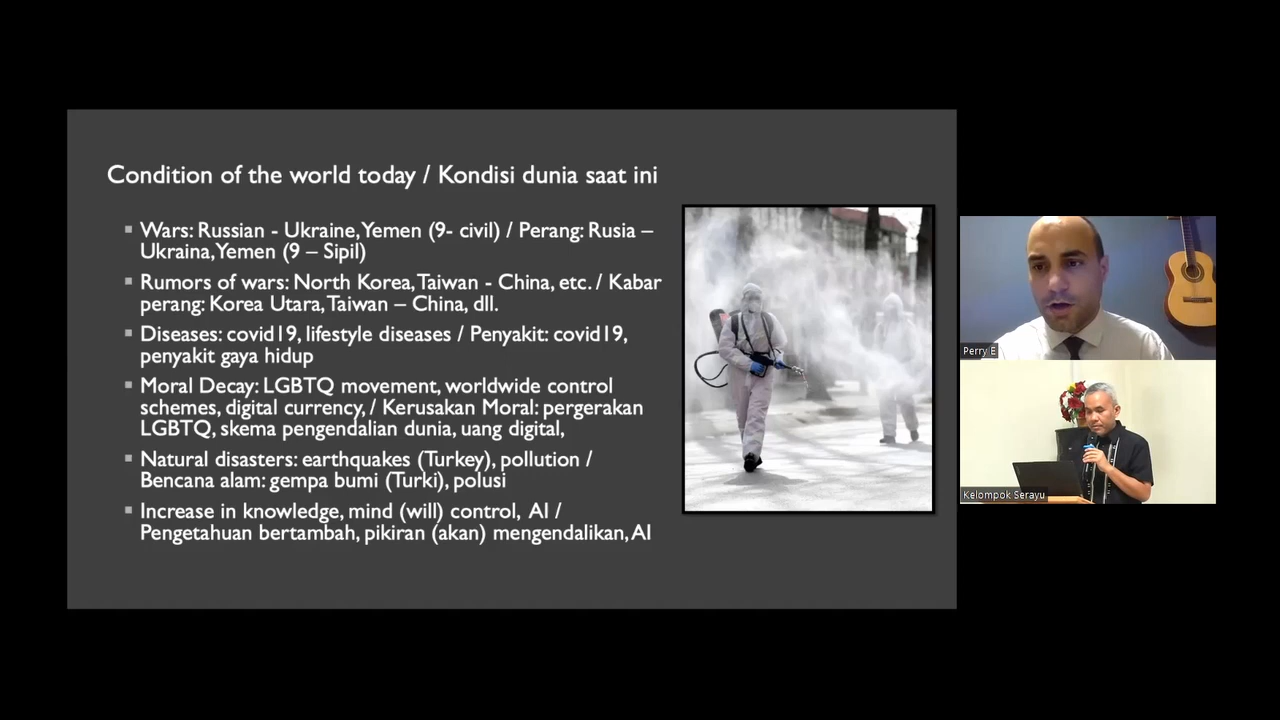 Condition of the world today / Kondisi dunia saat ini
Wars: Russian - Ukraine, Yemen (9- civil) / Perang: Rusia –
Ukraina, Yemen (9 – Sipil)
Rumors of wars: North Korea, Taiwan - China, etc. / Kabar
perang: Korea Utara, Taiwan – China, dll.
Diseases: covid19, lifestyle diseases / Penyakit: covid19,
penyakit gaya hidup
Moral Decay: LGBTQ movement, worldwide control
schemes, digital currency, / Kerusakan Moral: pergerakan
LGBTQ, skema pengendalian dunia, uang digital,
Natural disasters: earthquakes (Turkey), pollution /
Bencana alam: gempa bumi (Turki), polusi
Increase in knowledge, mind (will) control, AI /
Pengetahuan bertambah, pikiran (akan) mengendalikan, AI
Perry E
Kelompok Serayu